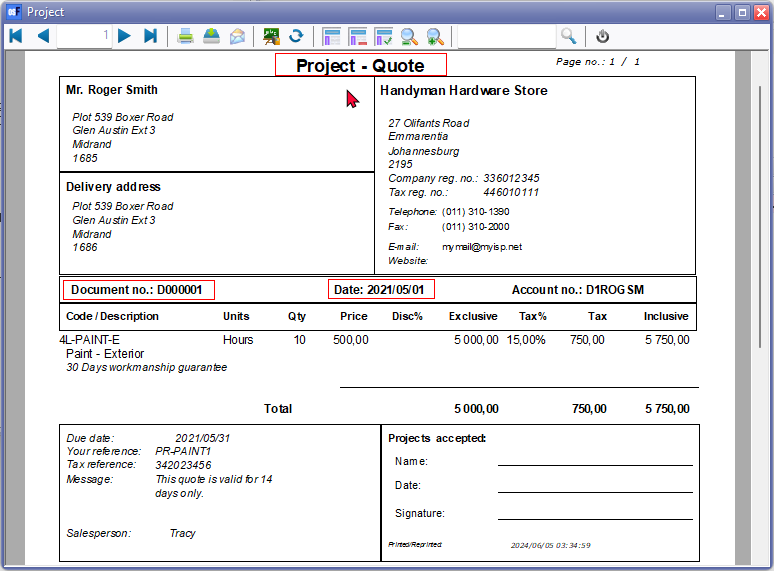 Project
1
Project - Quote
Page no.: 1 / 1
Mr. Roger Smith
Plot 539 Boxer Road
Glen Austin Ext 3
Midrand
1685
Handyman Hardware Store
27 Olifants Road
Emmarentia
Johannesburg
2195
Company reg. no.: 336012345
Tax reg. no.: 446010111
Telephone: (011) 310-1390
Fax: (011) 310-2000
E-mail: mymail@myisp.net
Website:
Delivery address
Plot 539 Boxer Road
Glen Austin Ext 3
Midrand
1686
Document no.: D000001 Date: 2021/05/01 Account no.: D1ROGSM
Code / Description Units Qty Price Disc% Exclusive Tax% Tax Inclusive
4L-PAINT-E Hours 10 500,00 5 000,00 15,00% 750,00 5 750,00
Paint - Exterior
30 Days workmanship guarantee
Total 5 000,00 750,00 5 750,00
Due date: 2021/05/31
Your reference: PR-PAINT1
Tax reference: 342023456
Message: This quote is valid for 14
days only.
Salesperson: Tracy
Projects accepted:
Name:
Date:
Signature:
Printed/Reprinted: 2024/06/05 03:34:59